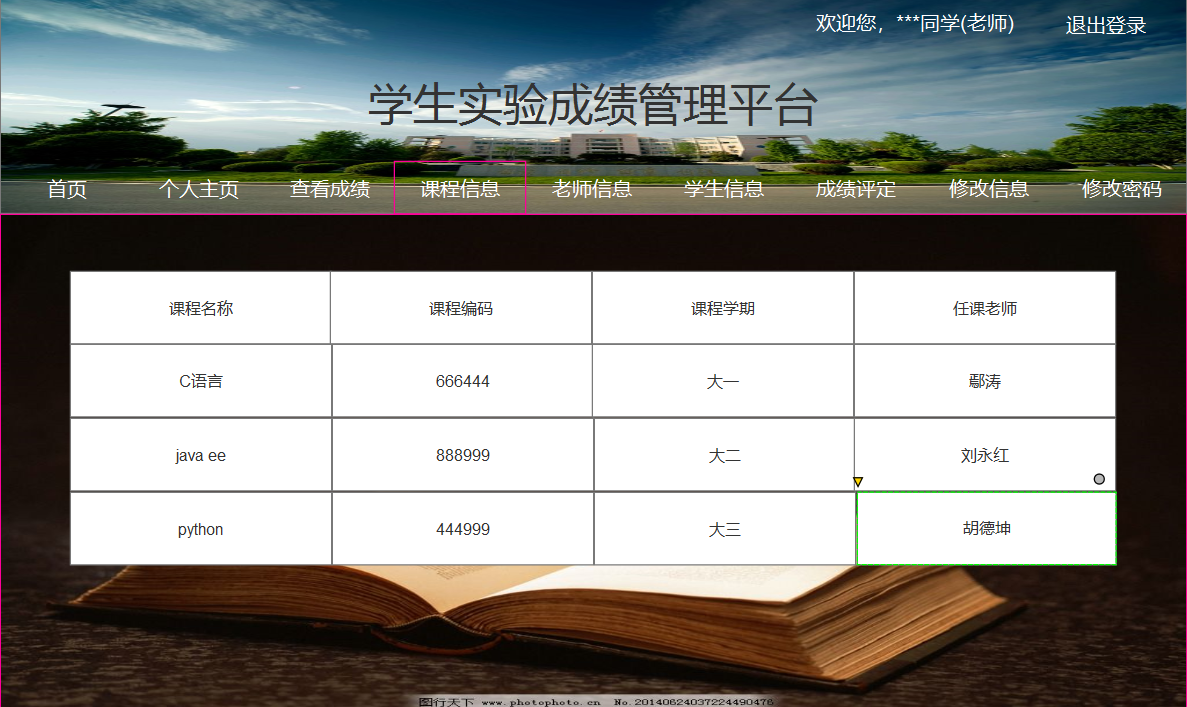 欢迎您，***同学(老师) 退出登录
学生实验成绩管理平台
首页 个人主页 查看成绩 课程信息 老师信息 学生信息 成绩评定 修改信息 修改密码
课程名称 课程编码 课程学期 任课老师
C语言 666444 大一 鄢涛
java ee 888999 大二 刘永红
python 444999 大三 胡德坤
图行天下 www.photophoto.cn No.20140624037224490476